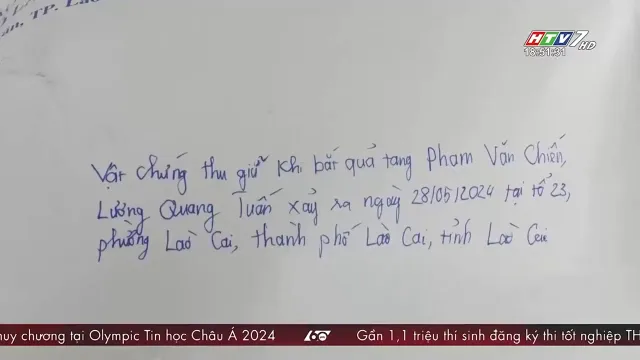 HTV7 HD
18:51:31
Vật chứng thu giữ khi bắt quả tang Phạm Văn Chiến,
Lương Quang Tuấn xảy ra ngày 28/05/2024 tại tổ 23,
phường Lào Cai, thành phố Lào Cai, tỉnh Lào Cai
huy chương tại Olympic Tin học Châu Á 2024 60 Gần 1,1 triệu thí sinh đăng ký thi tốt nghiệp TH